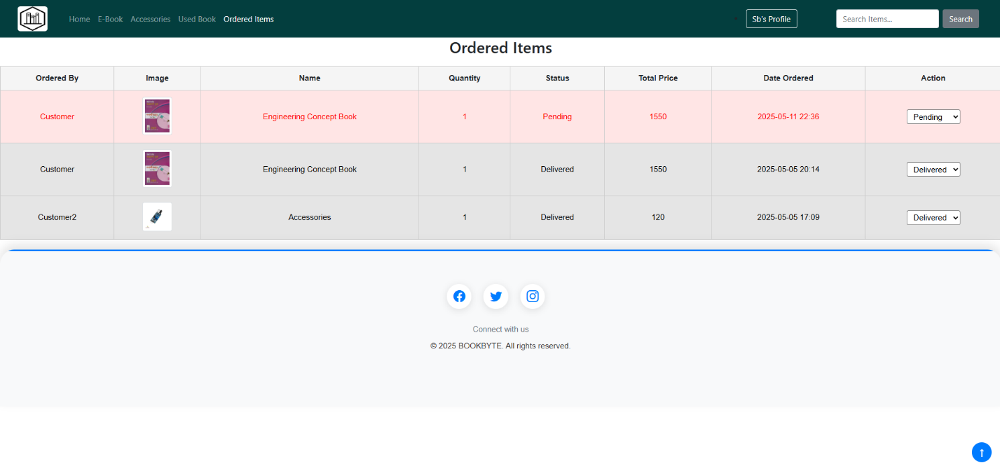 Home E-Book Accessories Used Book Ordered Items Sb's Profile Search Items... Search
Ordered Items
Ordered By Image Name Quantity Status Total Price Date Ordered Action
Customer Engineering Concept Book 1 Pending 1550 2025-05-11 22:36 Pending
Customer Engineering Concept Book 1 Delivered 1550 2025-05-05 20:14 Delivered
Customer2 Accessories 1 Delivered 120 2025-05-05 17:09 Delivered
Connect with us
© 2025 BOOKBYTE. All rights reserved.